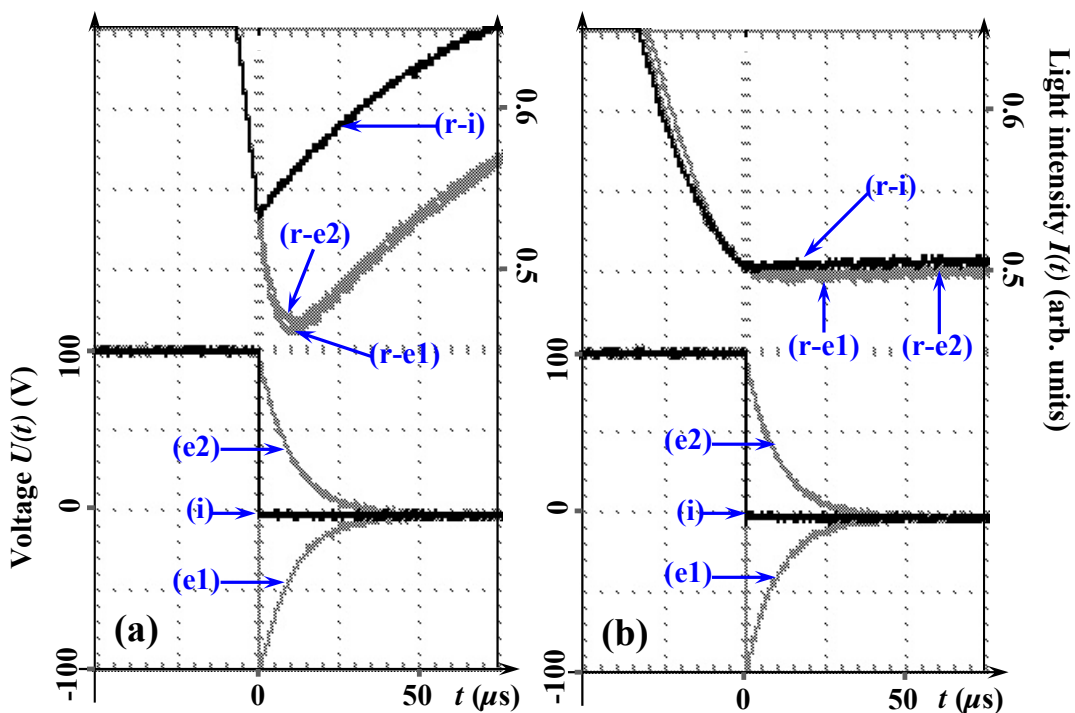 Voltage U(t) (V)
100
0
-100
(r-i)
(r-e2)
(r-e1)
(e2)
(i)
(e1)
(a)
0
50
t (μs)
0.6
0.5
100
0
-100
(r-i)
(r-e1)
(r-e2)
(e2)
(i)
(e1)
(b)
0
50
t (μs)
0.6
0.5
Light intensity I(t) (arb. units)